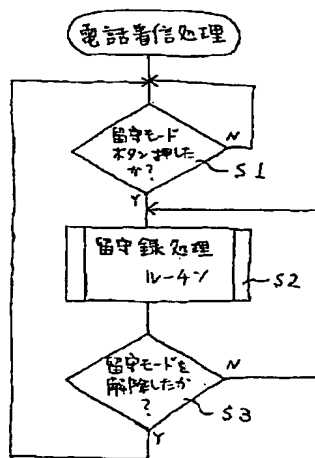 電話着信処理
留守モード
ボタン押した
か?
N
S1
Y
留守録処理
ルーチン
S2
留守モードを
解除したか
?
N
S3
Y